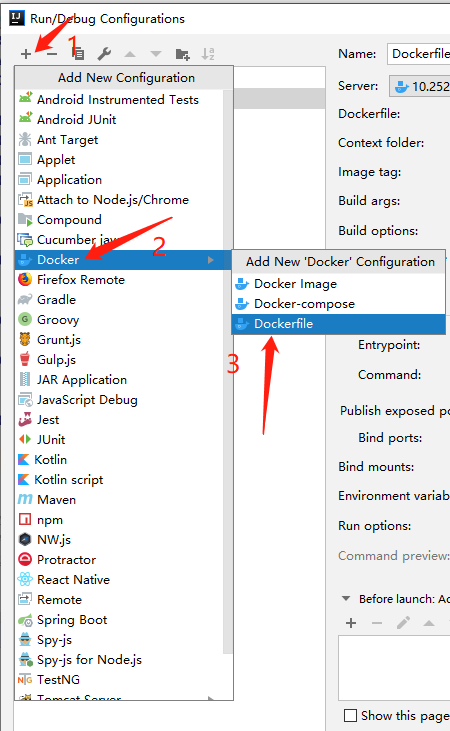 Run/Debug Configurations
1
Name: Dockerfile
Add New Configuration
Server: 10.252
Android Instrumented Tests
Android JUnit
Dockerfile:
Ant Target
Context folder:
Applet
Application
Image tag:
Attach to Node.js/Chrome
Compound
Build args:
Cucumber java
2
Build options:
Docker
Add New 'Docker' Configuration
Firefox Remote
Docker Image
Gradle
Docker-compose
Groovy
Dockerfile
Grunt.js
Entrypoint:
Gulp.js
3
JAR Application
Command:
JavaScript Debug
Publish exposed po
Jest
JUnit
Bind ports:
Kotlin
Bind mounts:
Kotlin script
Maven
Environment variab
npm
Run options:
NW.js
Protractor
Command preview:
React Native
Remote
Before launch: Ac
Spring Boot
Spy-js
Spy-js for Node.js
TestNG
Tomcat Server
Show this page